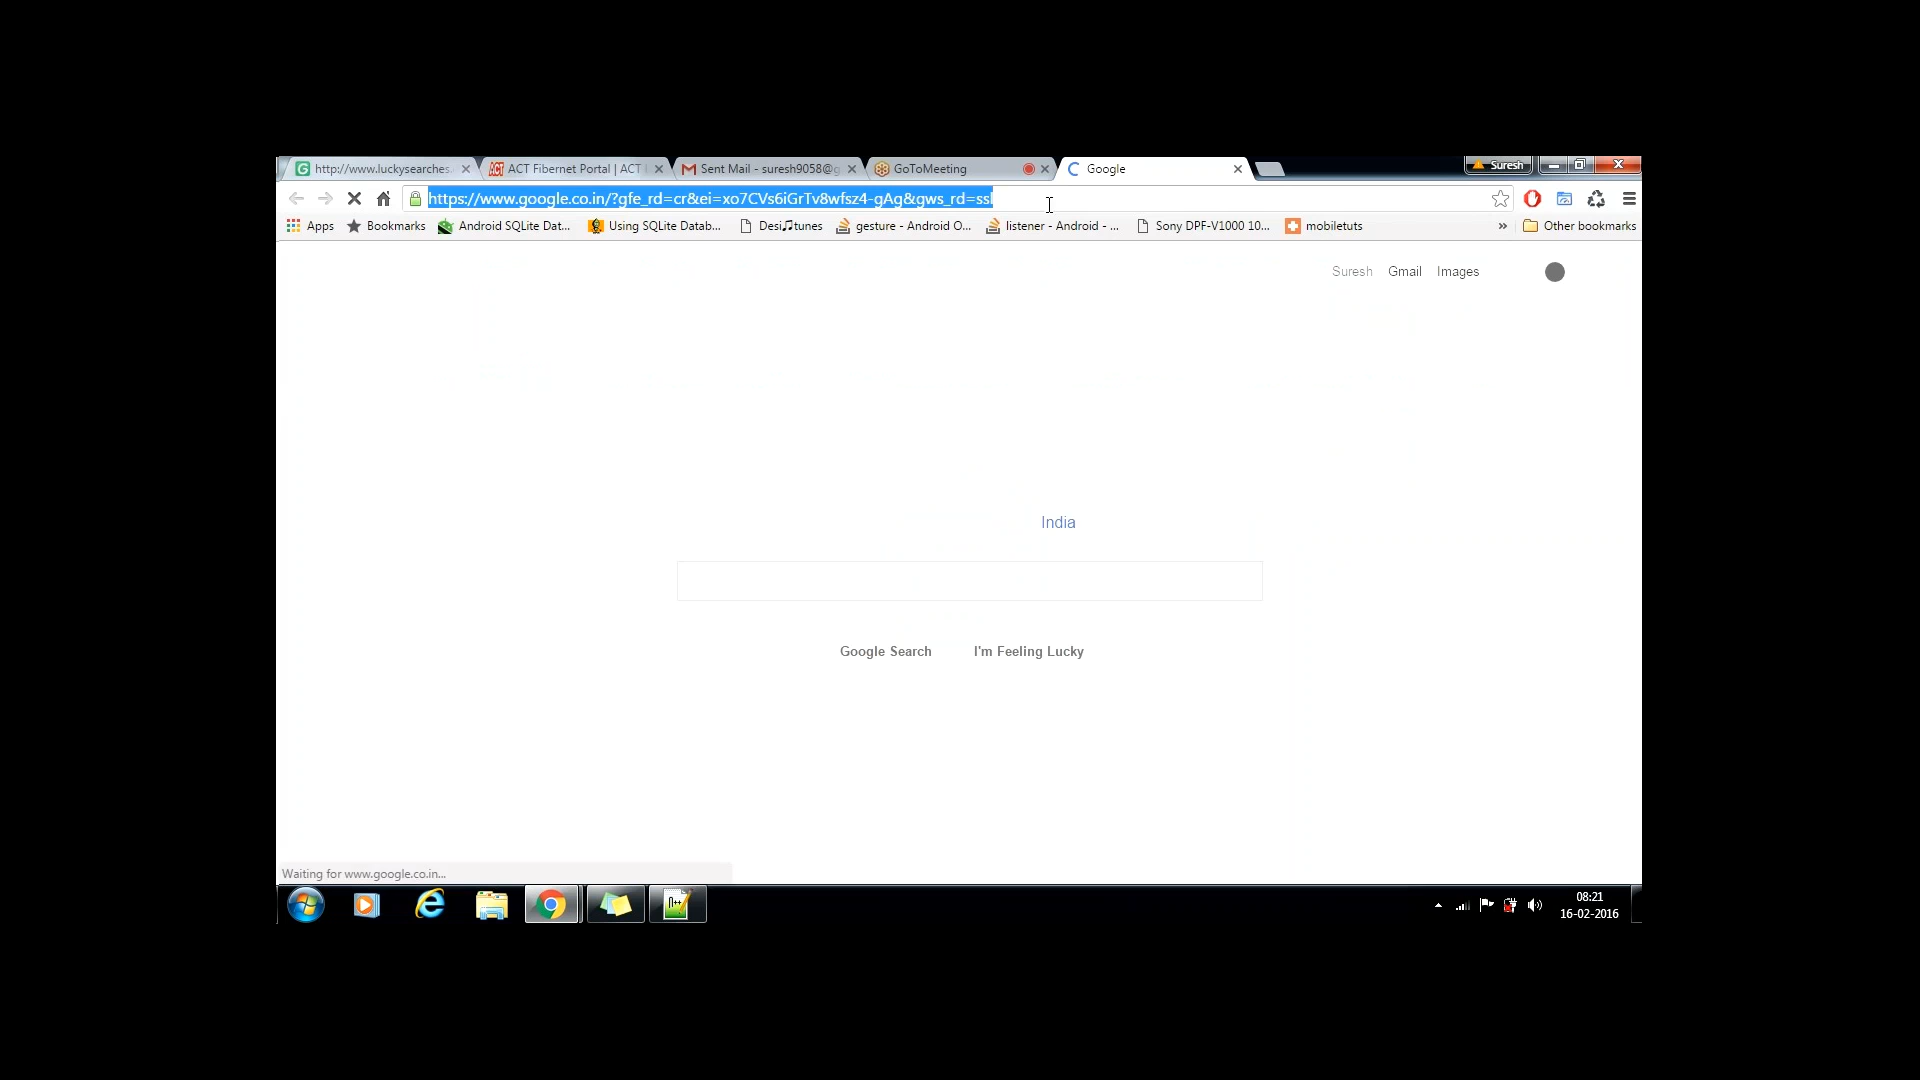 http://www.luckysearches.
ACT Fibernet Portal | ACT
Sent Mail - suresh9058@g
GoToMeeting
Google
Suresh
https://www.google.co.in/?gfe_rd=cr&ei=xo7CVs6iGrTv8wfsz4-gAg&gws_rd=ssl
Apps
Bookmarks
Android SQLite Dat...
Using SQLite Datab...
Desi♫tunes
gesture - Android O...
listener - Android - ...
Sony DPF-V1000 10...
mobiletuts
»
Other bookmarks
Suresh
Gmail
Images
India
Google Search
I'm Feeling Lucky
Waiting for www.google.co.in...
08:21
16-02-2016